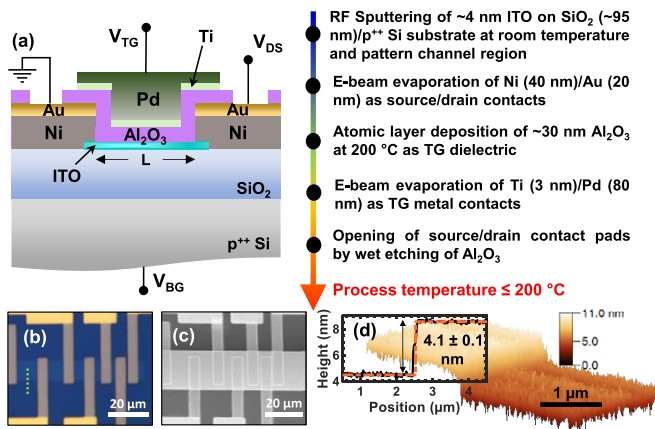 (a)
V_TG
Ti
V_DS
Pd
Au
Au
Ni
Al₂O₃
Ni
ITO
L
SiO₂
p⁺⁺ Si
V_BG
RF Sputtering of ~4 nm ITO on SiO₂ (~95
nm)/p⁺⁺ Si substrate at room temperature
and pattern channel region
E-beam evaporation of Ni (40 nm)/Au (20
nm) as source/drain contacts
Atomic layer deposition of ~30 nm Al₂O₃
at 200 °C as TG dielectric
E-beam evaporation of Ti (3 nm)/Pd (80
nm) as TG metal contacts
Opening of source/drain contact pads
by wet etching of Al₂O₃
Process temperature ≤ 200 °C
(b)
20 µm
(c)
20 µm
(d)
Height (nm)
8
6
4
4.1 ± 0.1
nm
1 2 3 4
Position (µm)
11.0 nm
5.0
0.0
1 µm